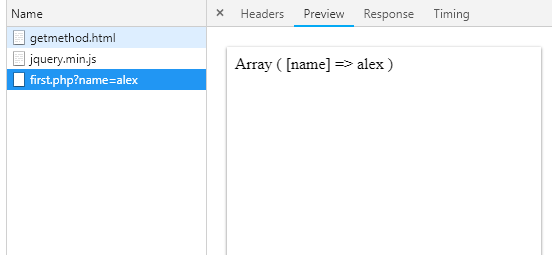 Name
getmethod.html
jquery.min.js
first.php?name=alex
× Headers Preview Response Timing
Array ( [name] => alex )